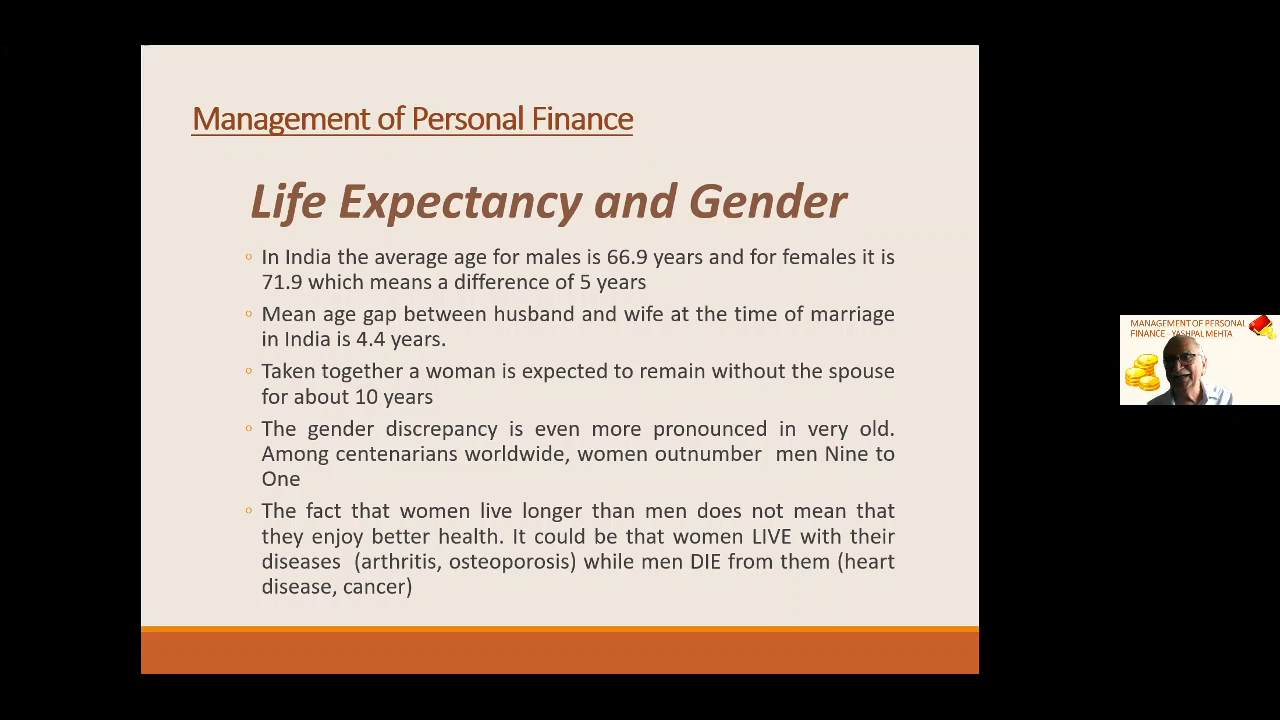 Management of Personal Finance
Life Expectancy and Gender
◦ In India the average age for males is 66.9 years and for females it is
71.9 which means a difference of 5 years
◦ Mean age gap between husband and wife at the time of marriage
in India is 4.4 years.
◦ Taken together a woman is expected to remain without the spouse
for about 10 years
◦ The gender discrepancy is even more pronounced in very old.
Among centenarians worldwide, women outnumber men Nine to
One
◦ The fact that women live longer than men does not mean that
they enjoy better health. It could be that women LIVE with their
diseases (arthritis, osteoporosis) while men DIE from them (heart
disease, cancer)
MANAGEMENT OF PERSONAL
FINANCE - YASHPAL MEHTA